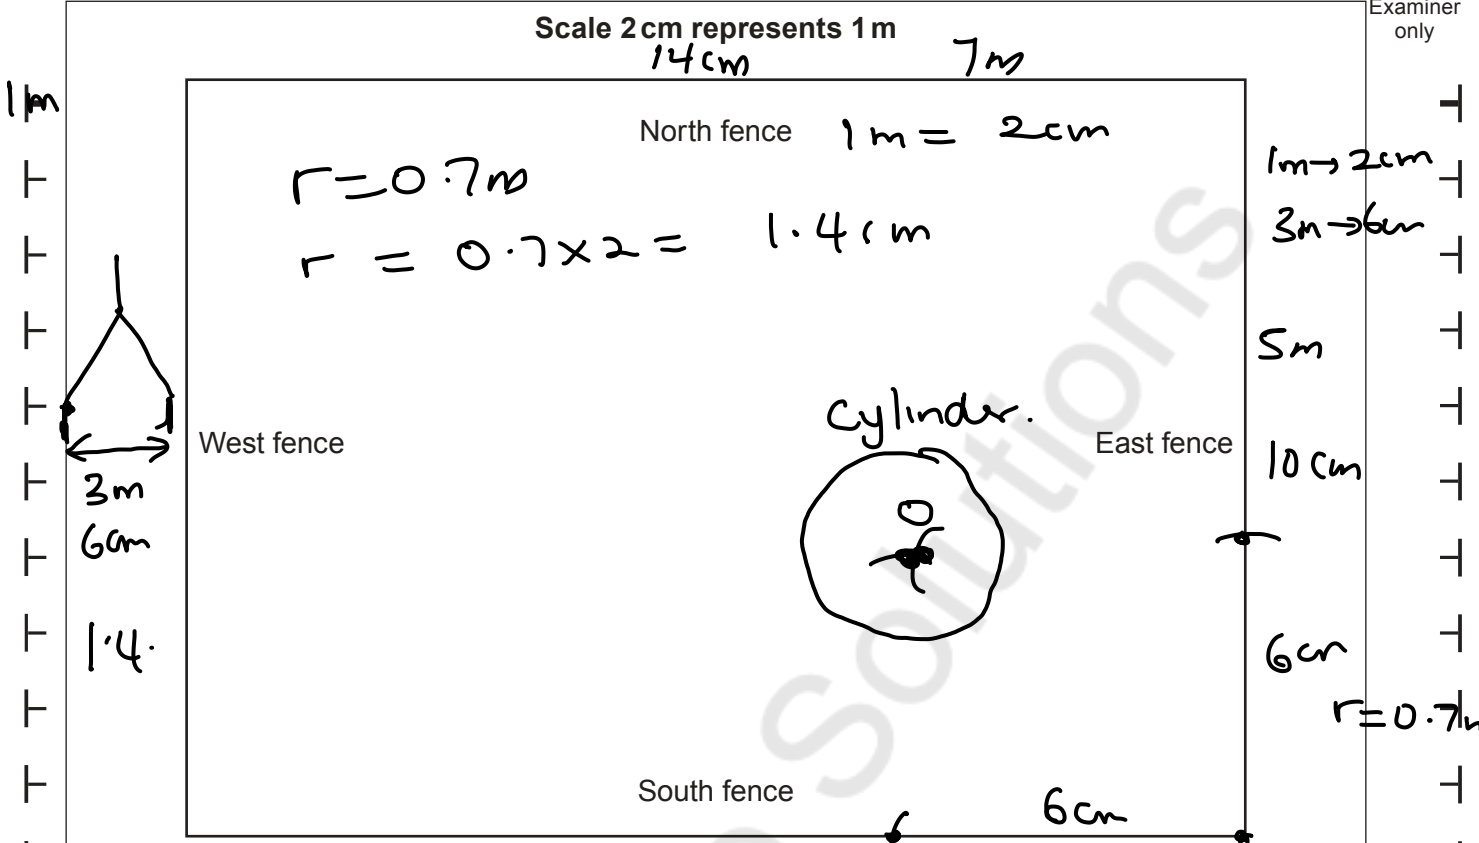 Examiner
only
Scale 2 cm represents 1 m
14cm 7m
1m
North fence 1m = 2cm
1m→2cm
r=0.7m
3m→6cm
r = 0.7×2= 1.4cm
5m
Cylinder.
West fence
East fence
10cm
3m
O
6cm
1.4.
6cm
r=0.7m
South fence
6cm
Solutions